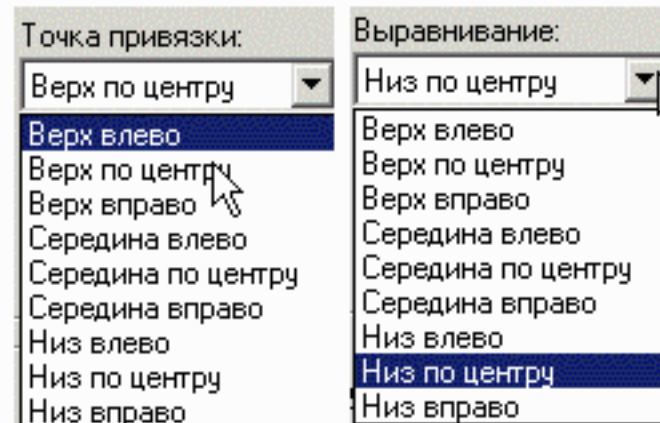 Точка привязки:
Верх по центру
Верх влево
Верх по центру
Верх вправо
Середина влево
Середина по центру
Середина вправо
Низ влево
Низ по центру
Низ вправо
Выравнивание:
Низ по центру
Верх влево
Верх по центру
Верх вправо
Середина влево
Середина по центру
Середина вправо
Низ влево
Низ по центру
Низ вправо